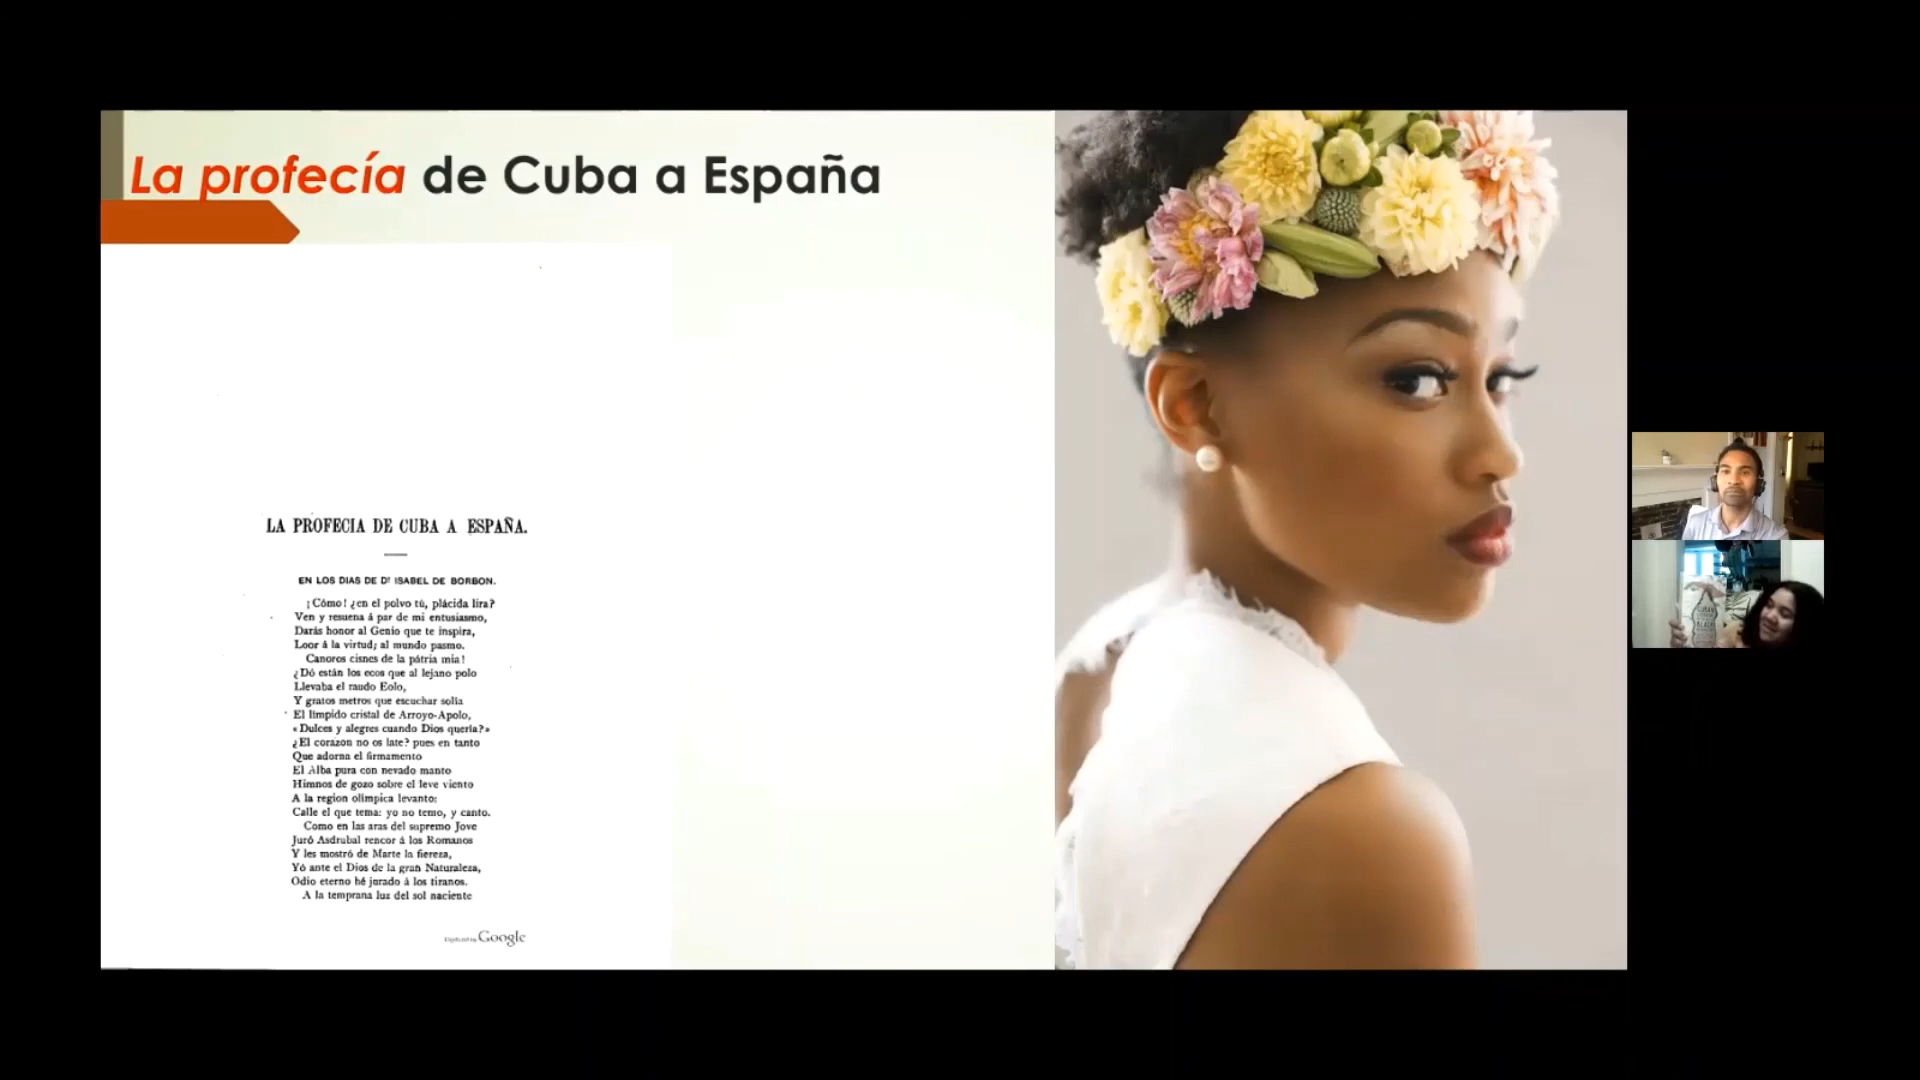 La profecía de Cuba a España
LA PROFECIA DE CUBA A ESPAÑA.
EN LOS DIAS DE Dª ISABEL DE BORBON.
¡Cómo! ¿en el polvo tú, plácida lira?
Ven y resuena á par de mi entusiasmo,
Darás honor al Genio que te inspira,
Loor á la virtud; al mundo pasmo.
Canoros cisnes de la pátria mia!
¿Dó están los ecos que al lejano polo
Llevaba el raudo Eolo,
Y gratos metros que escuchar solia
El límpido cristal de Arroyo-Apolo,
«Dulces y alegres cuando Dios queria?»
¿El corazon no os late? pues en tanto
Que adorna el firmamento
El Alba pura con nevado manto
Himnos de gozo sobre el leve viento
A la region olímpica levanto:
Calle el que tema: yo no temo, y canto.
Como en las aras del supremo Jove
Juró Asdrubal rencor á los Romanos
Y les mostró de Marte la fiereza,
Yó ante el Dios de la gran Naturaleza,
Odio eterno hé jurado á los tiranos.
A la temprana luz del sol naciente
Digitized by Google